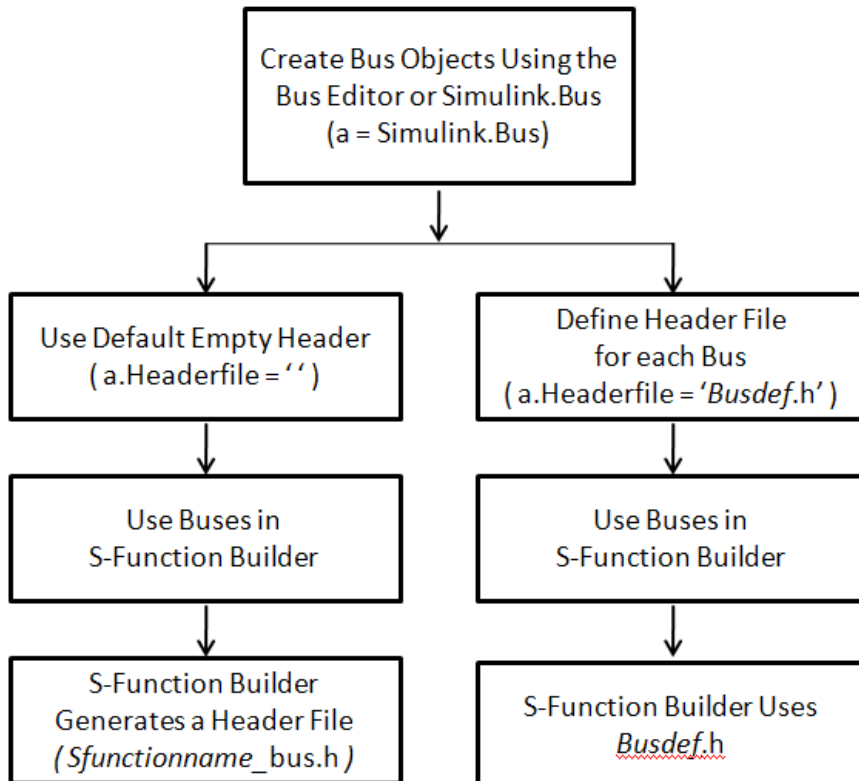 Create Bus Objects Using the
Bus Editor or Simulink.Bus
(a = Simulink.Bus)
Use Default Empty Header
( a.Headerfile = ‘ ‘ )
Define Header File
for each Bus
( a.Headerfile = ‘Busdef.h’ )
Use Buses in
S-Function Builder
Use Buses in
S-Function Builder
S-Function Builder
Generates a Header File
( Sfunctionname_bus.h )
S-Function Builder Uses
Busdef.h